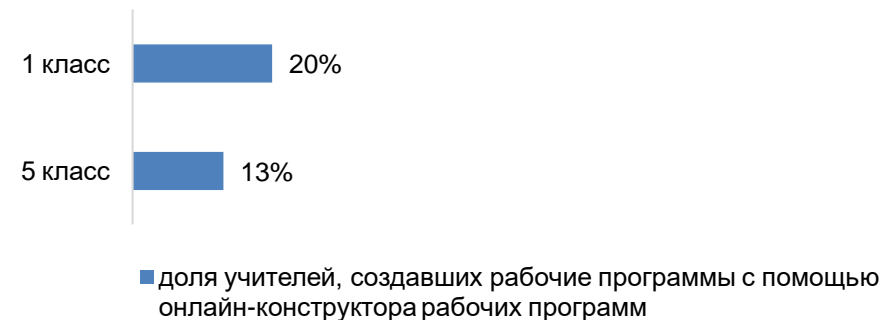 1 класс
20%
5 класс
13%
доля учителей, создавших рабочие программы с помощью
онлайн-конструктора рабочих программ